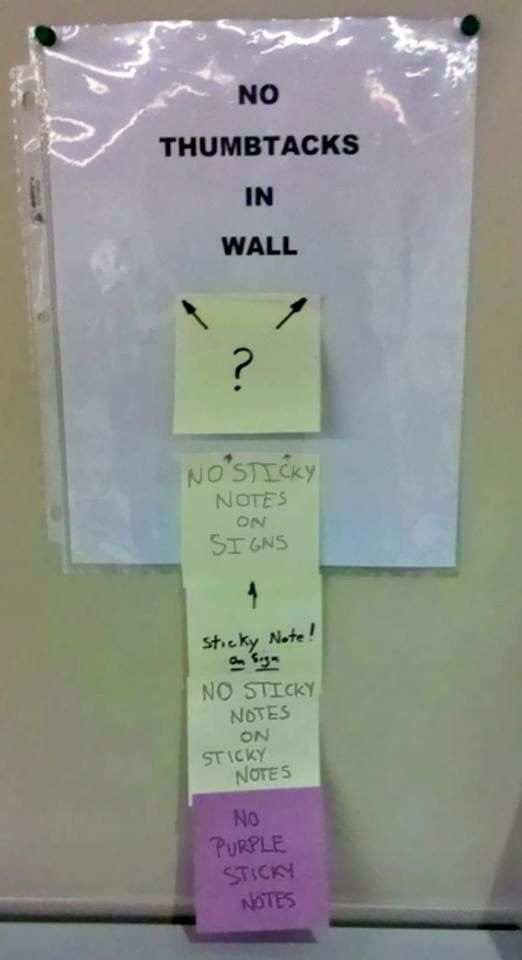 NO
THUMBTACKS
IN
WALL
?
NO STICKY
NOTES
ON
SIGNS
Sticky Note!
On Sign
NO STICKY
NOTES
ON
STICKY
NOTES
NO
PURPLE
STICKY
NOTES